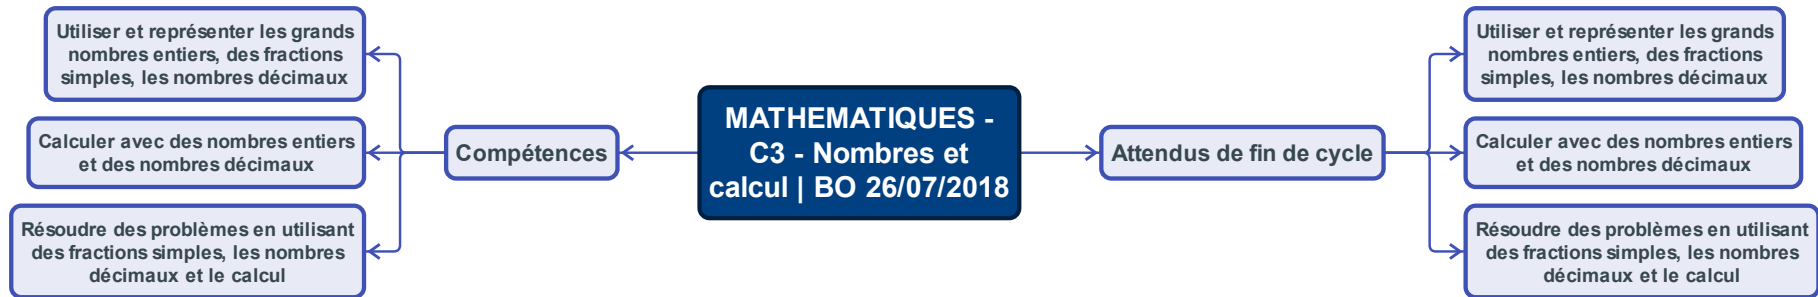 Utiliser et représenter les grands
nombres entiers, des fractions
simples, les nombres décimaux
Calculer avec des nombres entiers
et des nombres décimaux
Résoudre des problèmes en utilisant
des fractions simples, les nombres
décimaux et le calcul
Compétences
MATHEMATIQUES -
C3 - Nombres et
calcul | BO 26/07/2018
Attendus de fin de cycle
Utiliser et représenter les grands
nombres entiers, des fractions
simples, les nombres décimaux
Calculer avec des nombres entiers
et des nombres décimaux
Résoudre des problèmes en utilisant
des fractions simples, les nombres
décimaux et le calcul